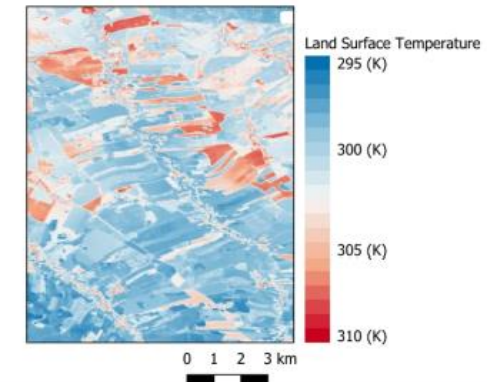 Land Surface Temperature
295 (K)
300 (K)
305 (K)
310 (K)
0 1 2 3 km